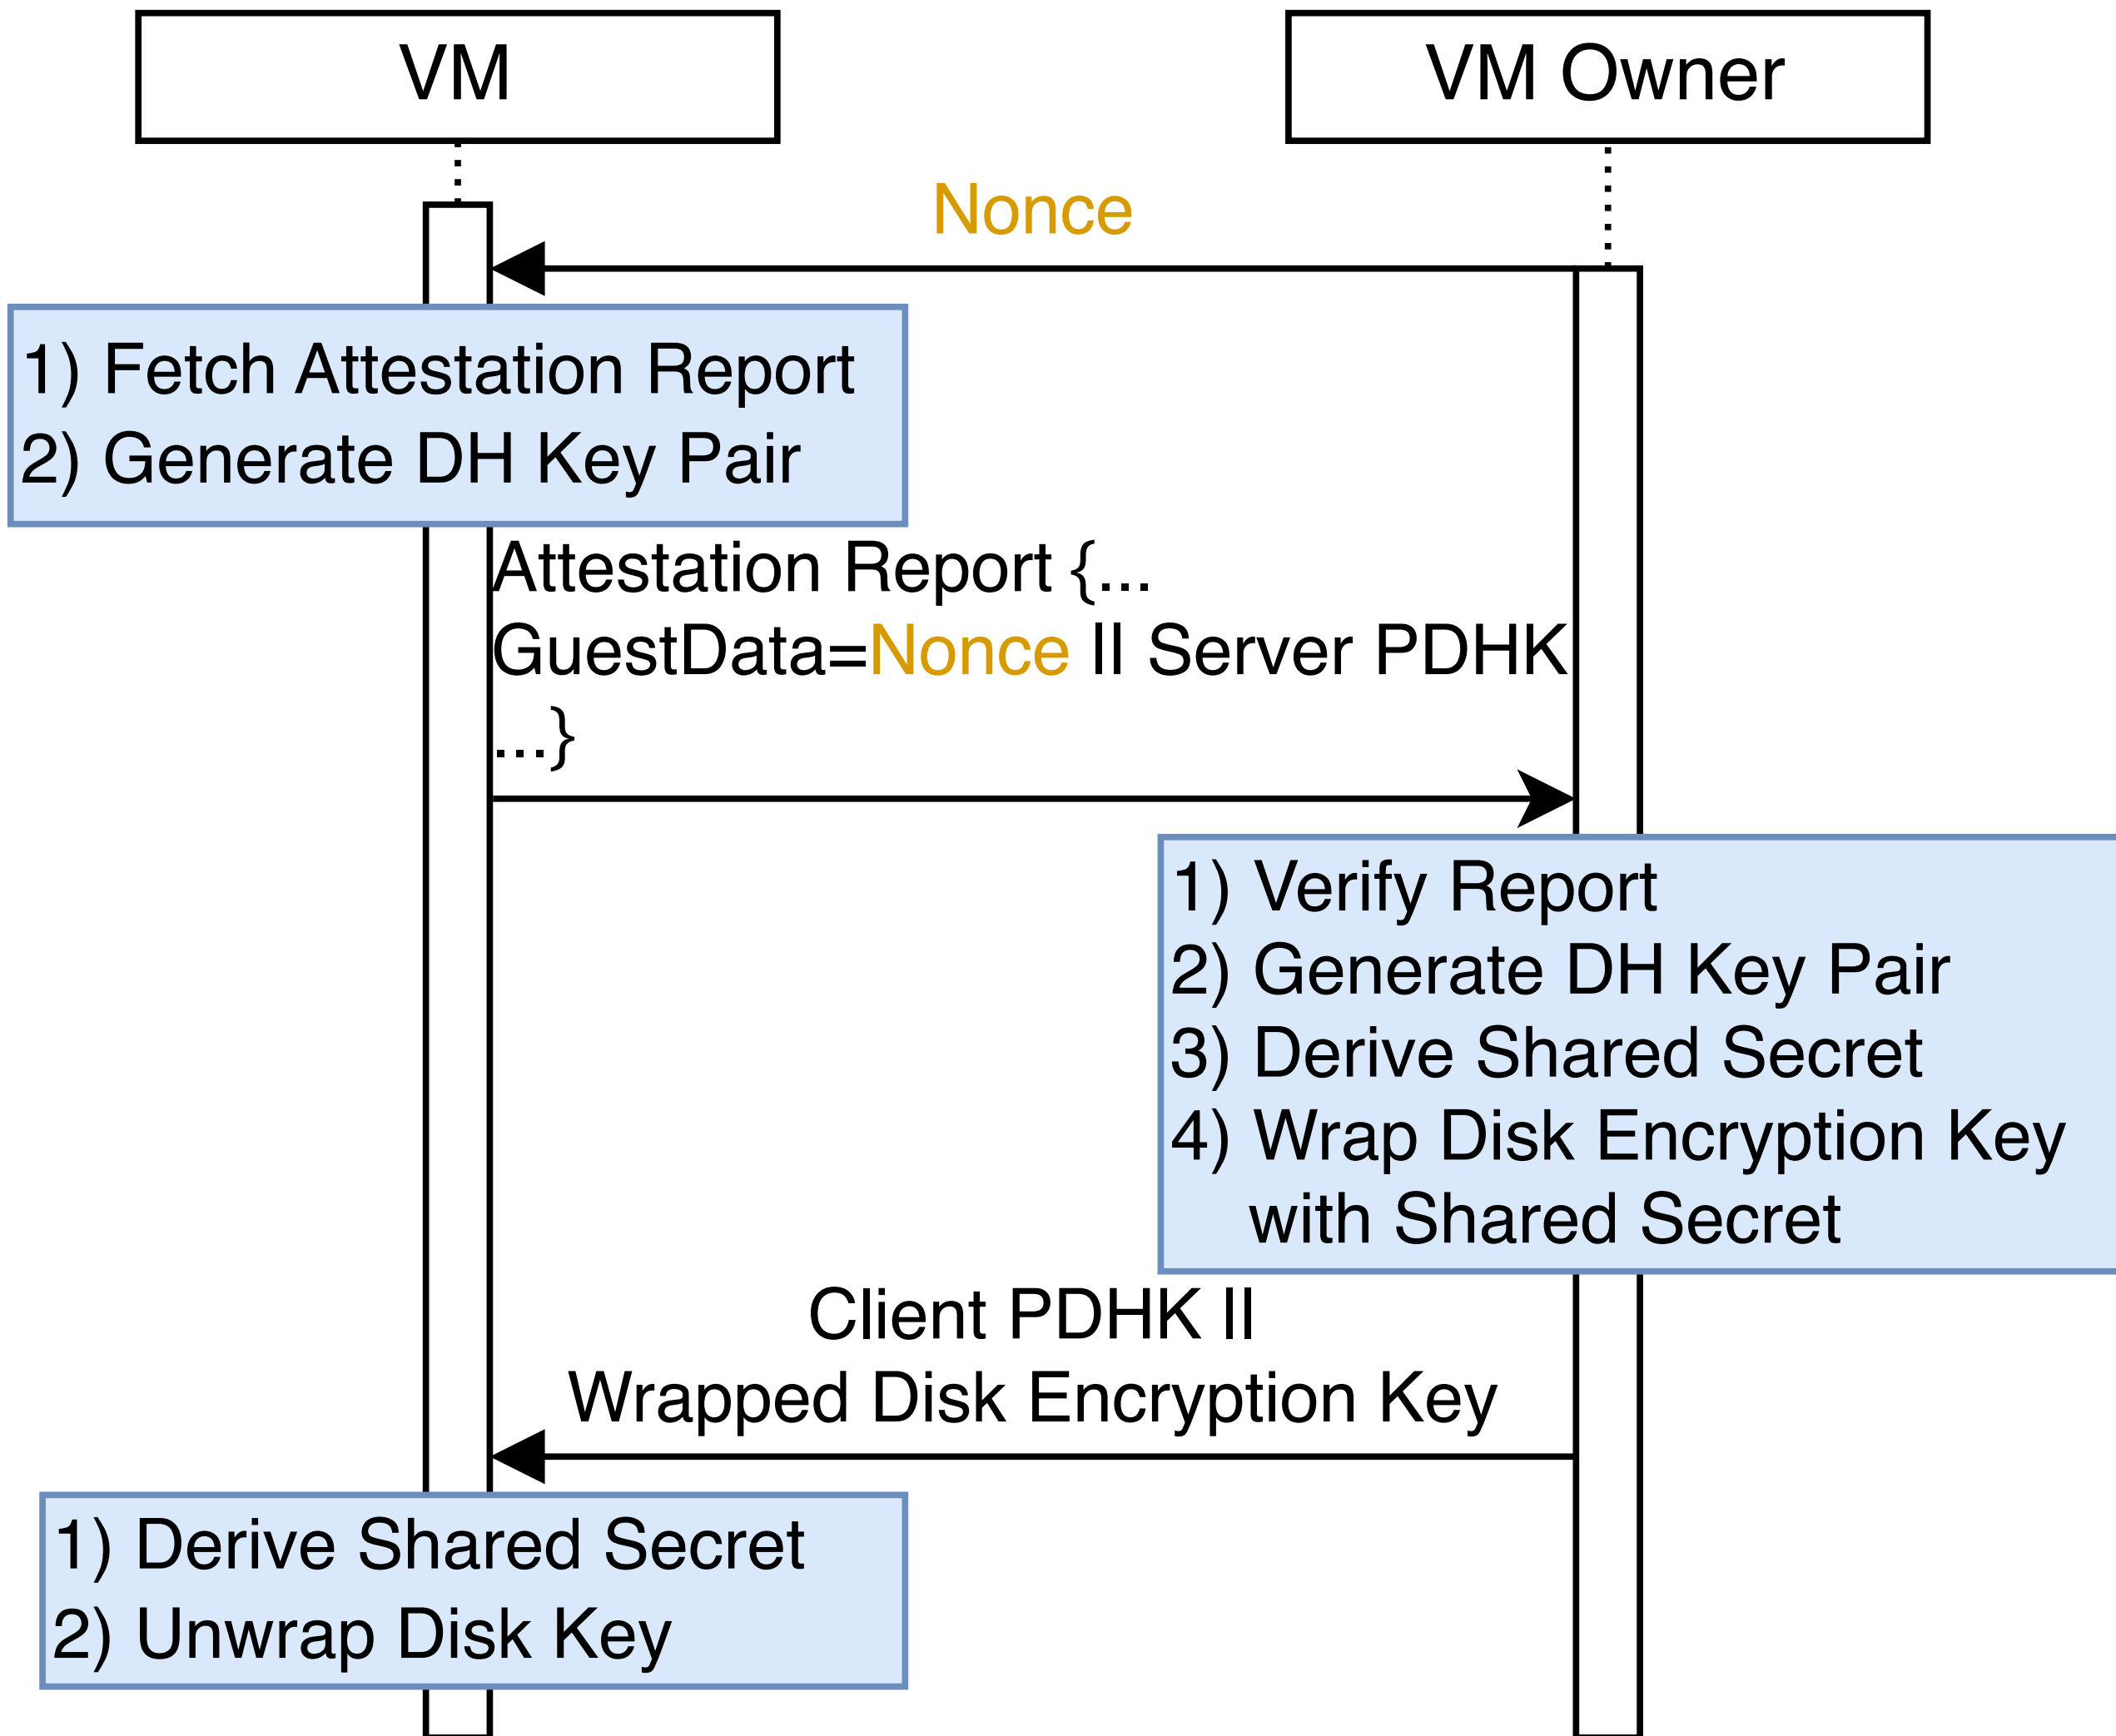 VM
VM Owner
Nonce
1) Fetch Attestation Report
2) Generate DH Key Pair
Attestation Report {...
GuestData=Nonce II Server PDHK
...}
1) Verify Report
2) Generate DH Key Pair
3) Derive Shared Secret
4) Wrap Disk Encryption Key
with Shared Secret
Client PDHK II
Wrapped Disk Encryption Key
1) Derive Shared Secret
2) Unwrap Disk Key